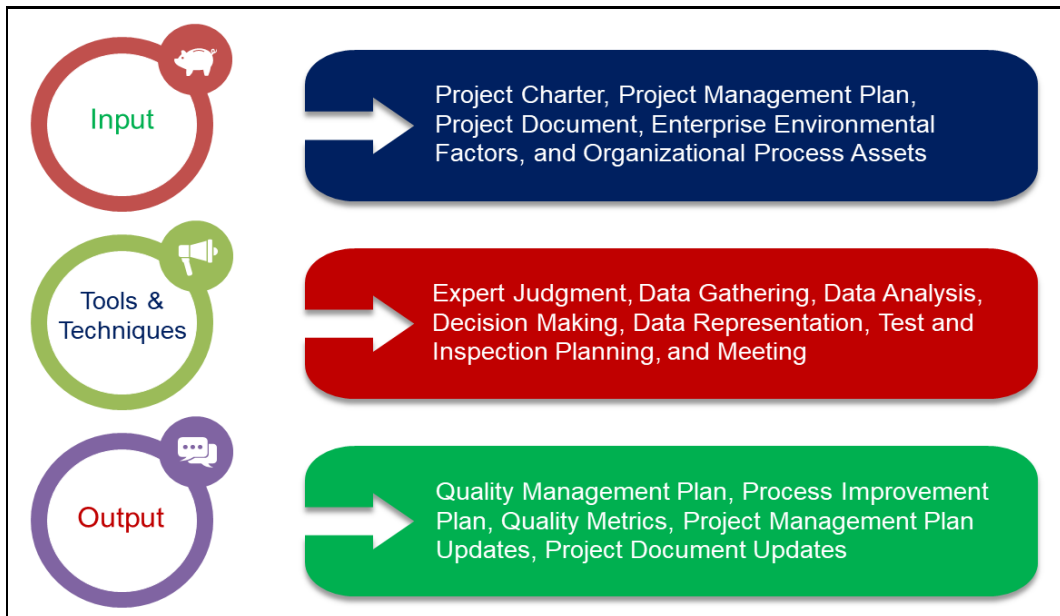 Input
Project Charter, Project Management Plan,
Project Document, Enterprise Environmental
Factors, and Organizational Process Assets
Tools &
Techniques
Expert Judgment, Data Gathering, Data Analysis,
Decision Making, Data Representation, Test and
Inspection Planning, and Meeting
Output
Quality Management Plan, Process Improvement
Plan, Quality Metrics, Project Management Plan
Updates, Project Document Updates